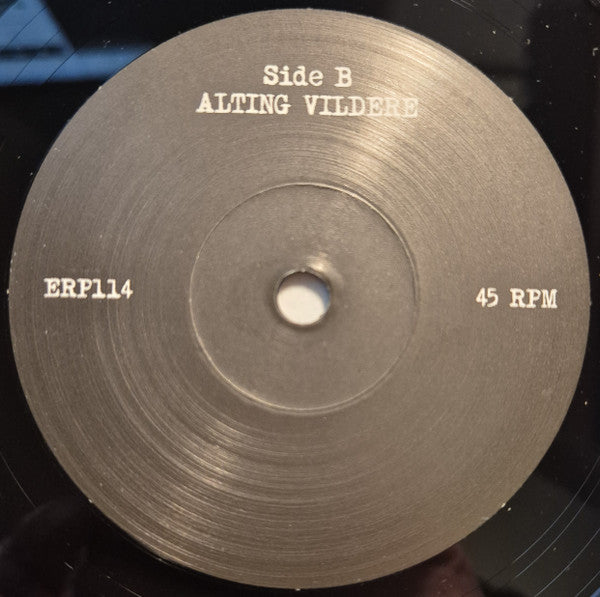 Side B
ALTING VILDERE
ERP114
45 RPM